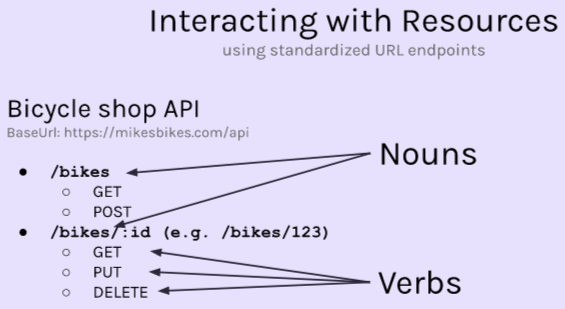 Interacting with Resources
using standardized URL endpoints
Bicycle shop API
BaseUrl: https://mikesbikes.com/api
Nouns
● /bikes
○ GET
○ POST
● /bikes/:id (e.g. /bikes/123)
○ GET
○ PUT
○ DELETE
Verbs